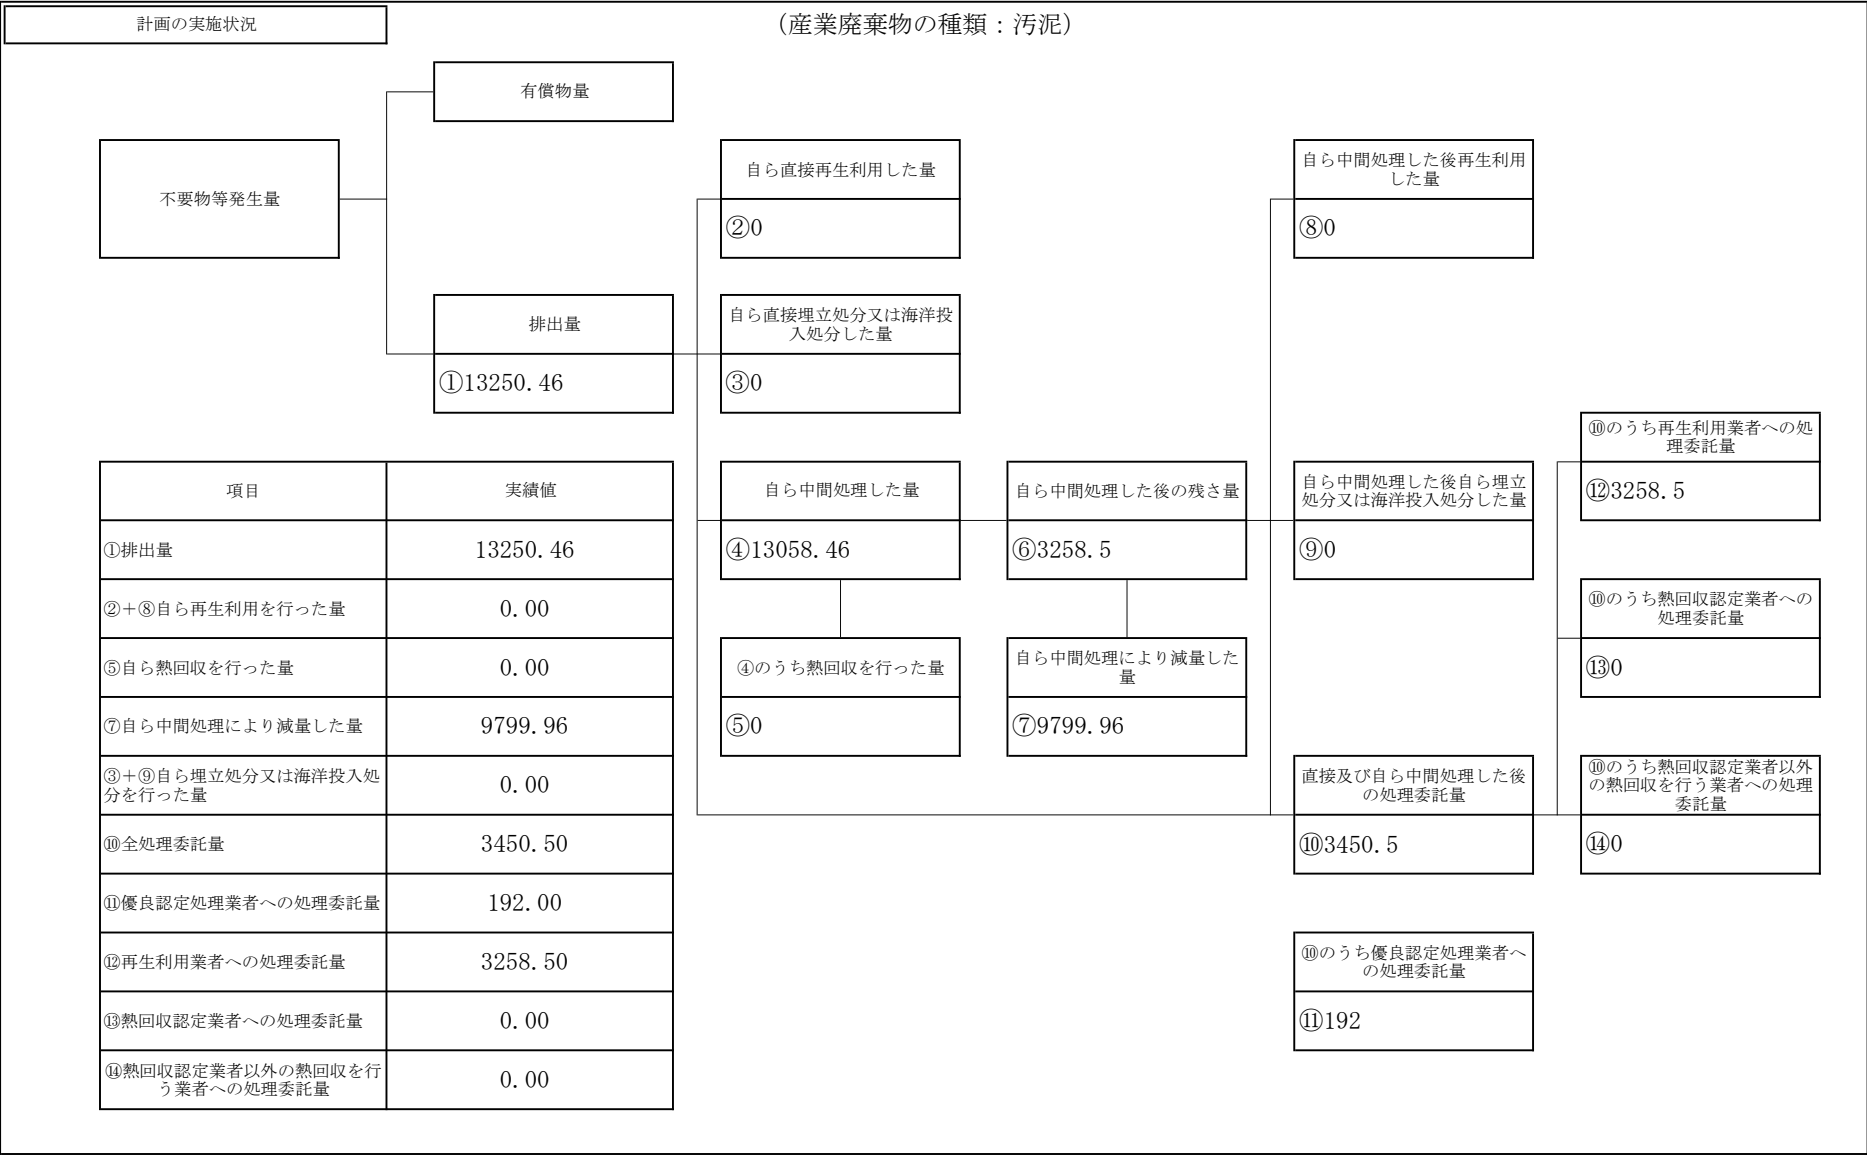 計画の実施状況
（産業廃棄物の種類：汚泥）
有償物量
不要物等発生量
排出量
①13250.46
自ら直接再生利用した量
②0
自ら直接埋立処分又は海洋投
入処分した量
③0
自ら中間処理した後再生利用
した量
⑧0
自ら中間処理した量
④13058.46
自ら中間処理した後の残さ量
⑥3258.5
自ら中間処理した後自ら埋立
処分又は海洋投入処分した量
⑨0
⑩のうち再生利用業者への処
理委託量
⑫3258.5
④のうち熱回収を行った量
⑤0
自ら中間処理により減量した
量
⑦9799.96
⑩のうち熱回収認定業者への
処理委託量
⑬0
直接及び自ら中間処理した後
の処理委託量
⑩3450.5
⑩のうち熱回収認定業者以外
の熱回収を行う業者への処理
委託量
⑭0
⑩のうち優良認定処理業者へ
の処理委託量
⑪192
項目 実績値
①排出量 13250.46
②＋⑧自ら再生利用を行った量 0.00
⑤自ら熱回収を行った量 0.00
⑦自ら中間処理により減量した量 9799.96
③＋⑨自ら埋立処分又は海洋投入処
分を行った量 0.00
⑩全処理委託量 3450.50
⑪優良認定処理業者への処理委託量 192.00
⑫再生利用業者への処理委託量 3258.50
⑬熱回収認定業者への処理委託量 0.00
⑭熱回収認定業者以外の熱回収を行
う業者への処理委託量 0.00